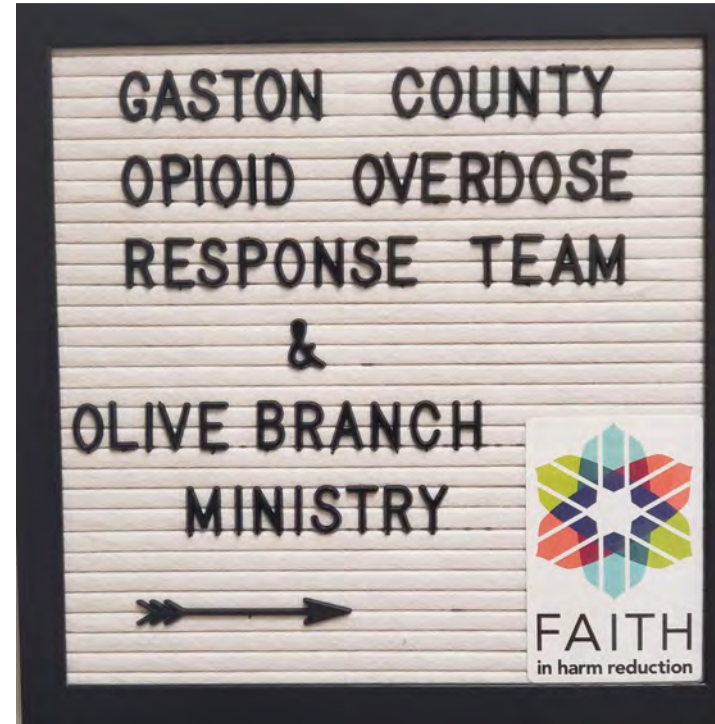 GASTON COUNTY
OPIOID OVERDOSE
RESPONSE TEAM
&
OLIVE BRANCH
MINISTRY
FAITH
in harm reduction